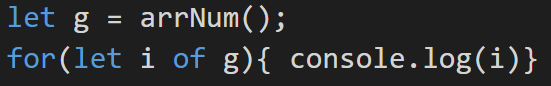 let g = arrNum();
for(let i of g){ console.log(i)}